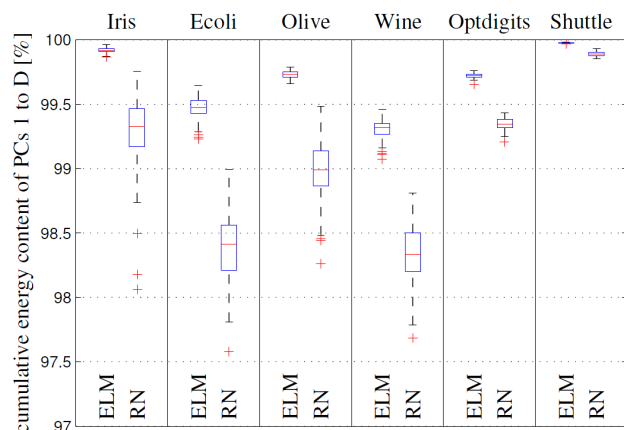 Iris Ecoli Olive Wine Optdigits Shuttle
cumulative energy content of PCs 1 to D [%]
100
99.5
99
98.5
98
97.5
97
ELM RN ELM RN ELM RN ELM RN ELM RN ELM RN